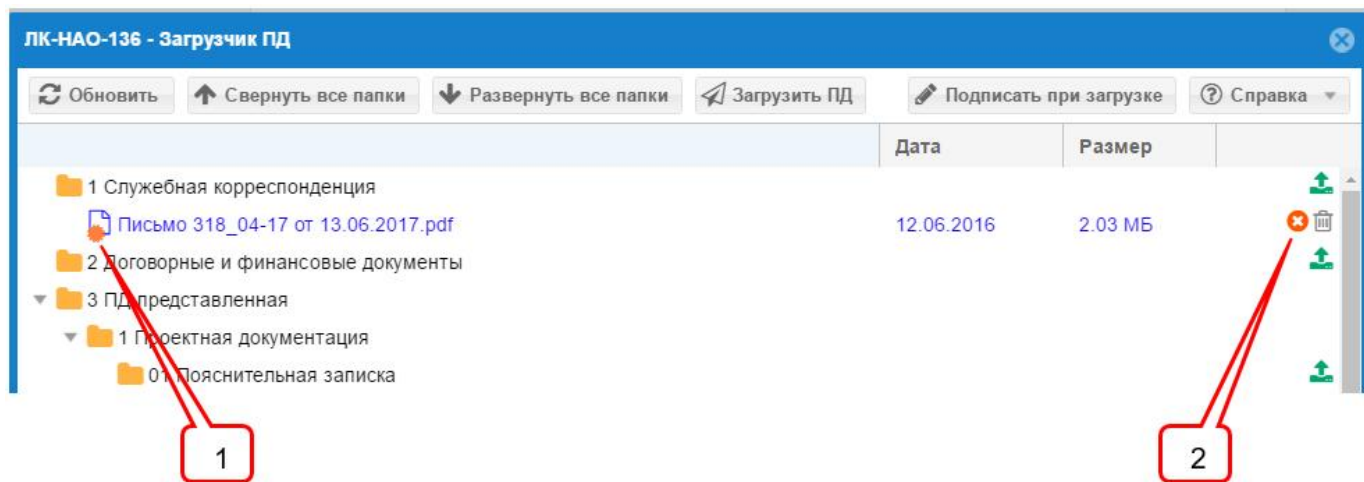 ЛК-НАО-136 - Загрузчик ПД
Обновить Свернуть все папки Развернуть все папки Загрузить ПД Подписать при загрузке Справка
Дата Размер
1 Служебная корреспонденция
Письмо 318_04-17 от 13.06.2017.pdf 12.06.2016 2.03 МБ
2 Договорные и финансовые документы
3 ПД представленная
1 Проектная документация
01 Пояснительная записка
1 2